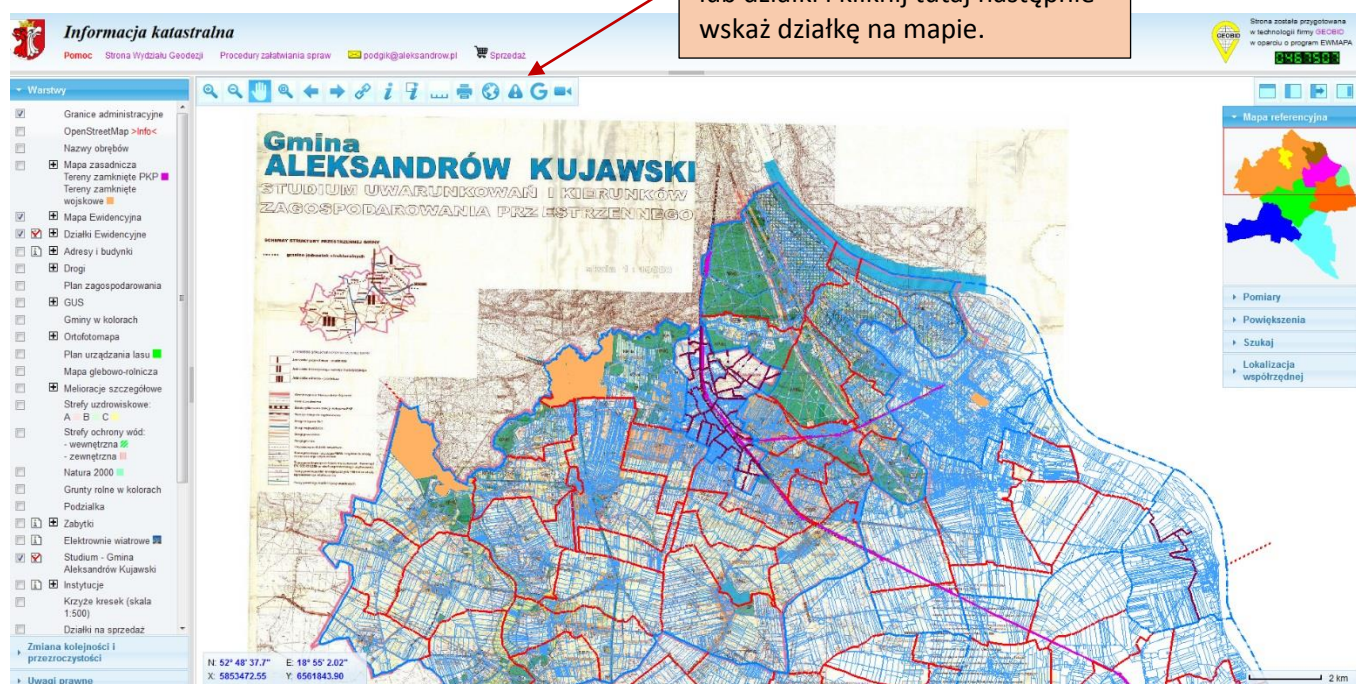 lub działki i kliknij tutaj następnie
wskaż działkę na mapie.
Informacja katastralna
Pomoc Strona Wydziału Geodezji Procedury załatwiania spraw podgik@aleksandrow.pl Sprzedaż
Strona została przygotowana
w technologii firmy GEOBID
w oparciu o program EWMAPA
GEOBID
0467507
Warstwy
Granice administracyjne
OpenStreetMap >Info<
Nazwy obrębów
Mapa zasadnicza
Tereny zamknięte PKP
Tereny zamknięte
wojskowe
Mapa Ewidencyjna
Działki Ewidencyjne
Adresy i budynki
Drogi
Plan zagospodarowania
GUS
Gminy w kolorach
Ortofotomapa
Plan urządzania lasu
Mapa glebowo-rolnicza
Melioracje szczegółowe
Strefy uzdrowiskowe:
A B C
Strefy ochrony wód:
- wewnętrzna
- zewnętrzna
Natura 2000
Grunty rolne w kolorach
Podziałka
Zabytki
Elektrownie wiatrowe
Studium - Gmina
Aleksandrów Kujawski
Instytucje
Krzyże kresek (skala
1:500)
Działki na sprzedaż
Zmiana kolejności i
przezroczystości
Uwagi prawne
Gmina
ALEKSANDRÓW KUJAWSKI
STUDIUM UWARUNKOWAŃ I KIERUNKÓW
ZAGOSPODAROWANIA PRZESTRZENNEGO
N: 52° 48' 37.7" E: 18° 55' 2.02"
X: 5853472.55 Y: 6561843.90
Mapa referencyjna
Pomiary
Powiększenia
Szukaj
Lokalizacja
współrzędnej
2 km